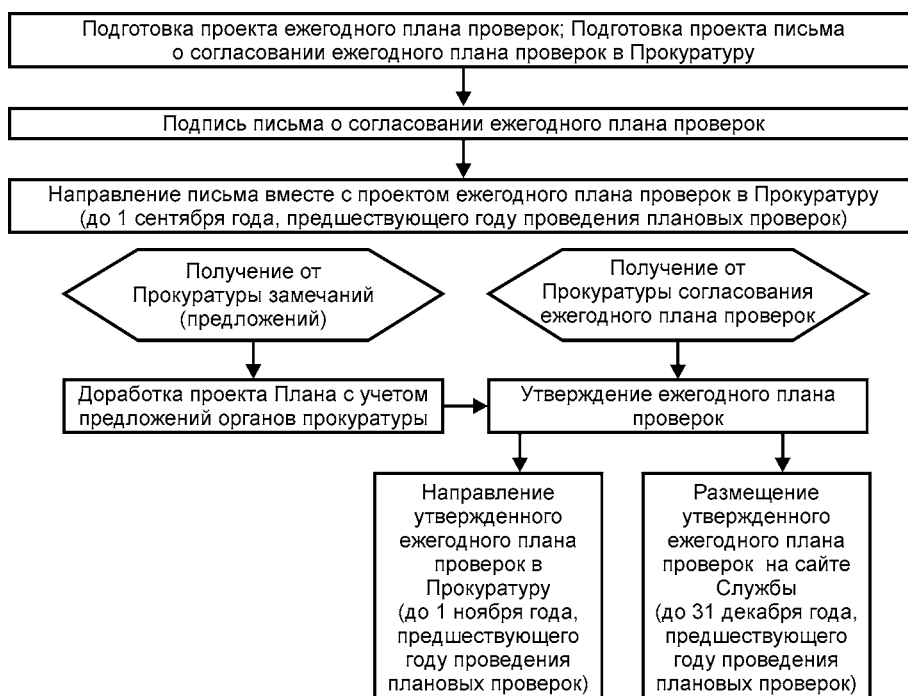 Подготовка проекта ежегодного плана проверок; Подготовка проекта письма
о согласовании ежегодного плана проверок в Прокуратуру
Подпись письма о согласовании ежегодного плана проверок
Направление письма вместе с проектом ежегодного плана проверок в Прокуратуру
(до 1 сентября года, предшествующего году проведения плановых проверок)
Получение от
Прокуратуры замечаний
(предложений)
Получение от
Прокуратуры согласования
ежегодного плана проверок
Доработка проекта Плана с учетом
предложений органов прокуратуры
Утверждение ежегодного плана
проверок
Направление
утвержденного
ежегодного плана
проверок в
Прокуратуру
(до 1 ноября года,
предшествующего
году проведения
плановых проверок)
Размещение
утвержденного
ежегодного плана
проверок на сайте
Службы
(до 31 декабря года,
предшествующего
году проведения
плановых проверок)